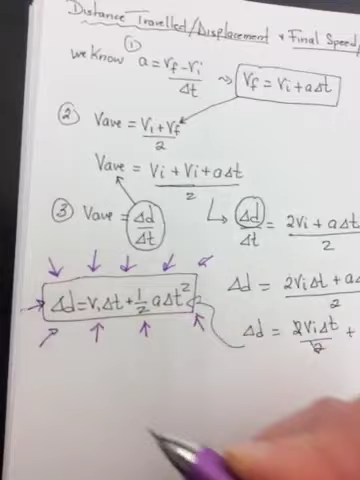 Distance Travelled/Displacement & Final Speed/
(1)
we know a = Vf - Vi / Δt → Vf = Vi + aΔt
② Vave = Vi + Vf / 2
Vave = Vi + Vi + aΔt / 2
③ Vave = Δd / Δt
Δd / Δt = 2Vi + aΔt / 2
Δd = 2ViΔt + a
Δd = Vi Δt + 1/2 aΔt²
Δd = 2ViΔt / 2 +